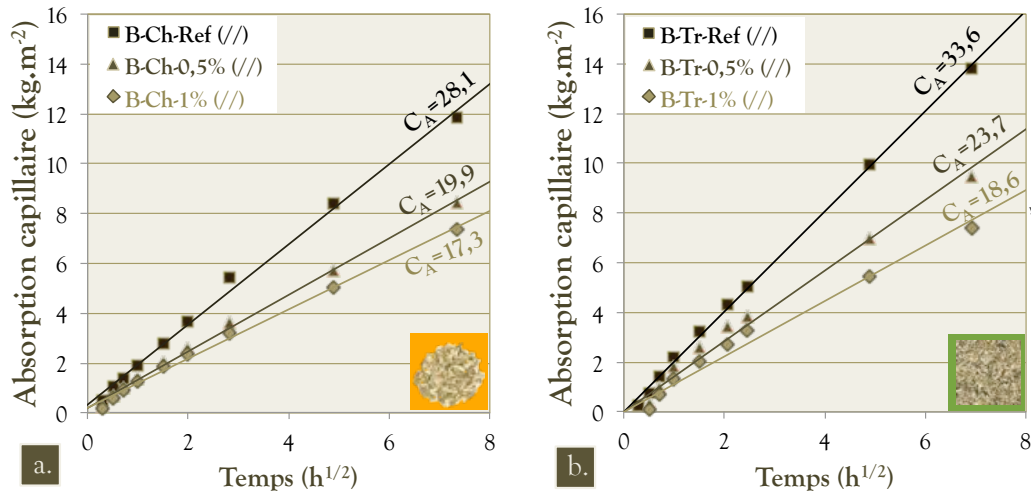 Absorption capillaire (kg.m-2)
16
14
12
10
8
6
4
2
0
B-Ch-Ref (//)
B-Ch-0,5% (//)
B-Ch-1% (//)
CA=28,1
CA=19,9
CA=17,3
0 2 4 6 8
Temps (h1/2)
a.
Absorption capillaire (kg.m-2)
16
14
12
10
8
6
4
2
0
B-Tr-Ref (//)
B-Tr-0,5% (//)
B-Tr-1% (//)
CA=33,6
CA=23,7
CA=18,6
0 2 4 6 8
Temps (h1/2)
b.